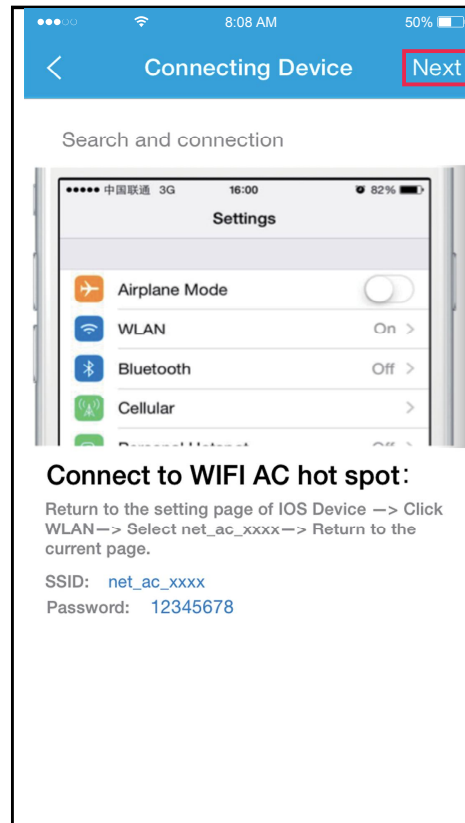 8:08 AM 50%
Connecting Device Next
Search and connection
中国联通 3G 16:00 82%
Settings
Airplane Mode
WLAN On
Bluetooth Off
Cellular
Connect to WIFI AC hot spot:
Return to the setting page of IOS Device —> Click
WLAN—> Select net_ac_xxxx—> Return to the
current page.
SSID: net_ac_xxxx
Password: 12345678